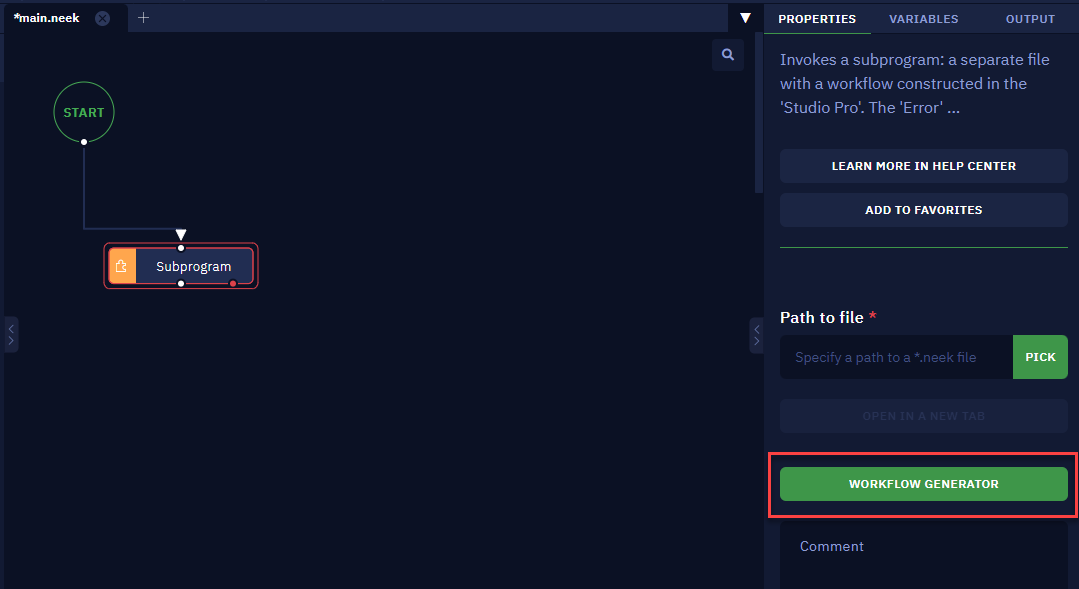 *main.neek
PROPERTIES
VARIABLES
OUTPUT
START
Subprogram
Invokes a subprogram: a separate file
with a workflow constructed in the
'Studio Pro'. The 'Error' ...
LEARN MORE IN HELP CENTER
ADD TO FAVORITES
Path to file *
Specify a path to a *.neek file
PICK
OPEN IN A NEW TAB
WORKFLOW GENERATOR
Comment